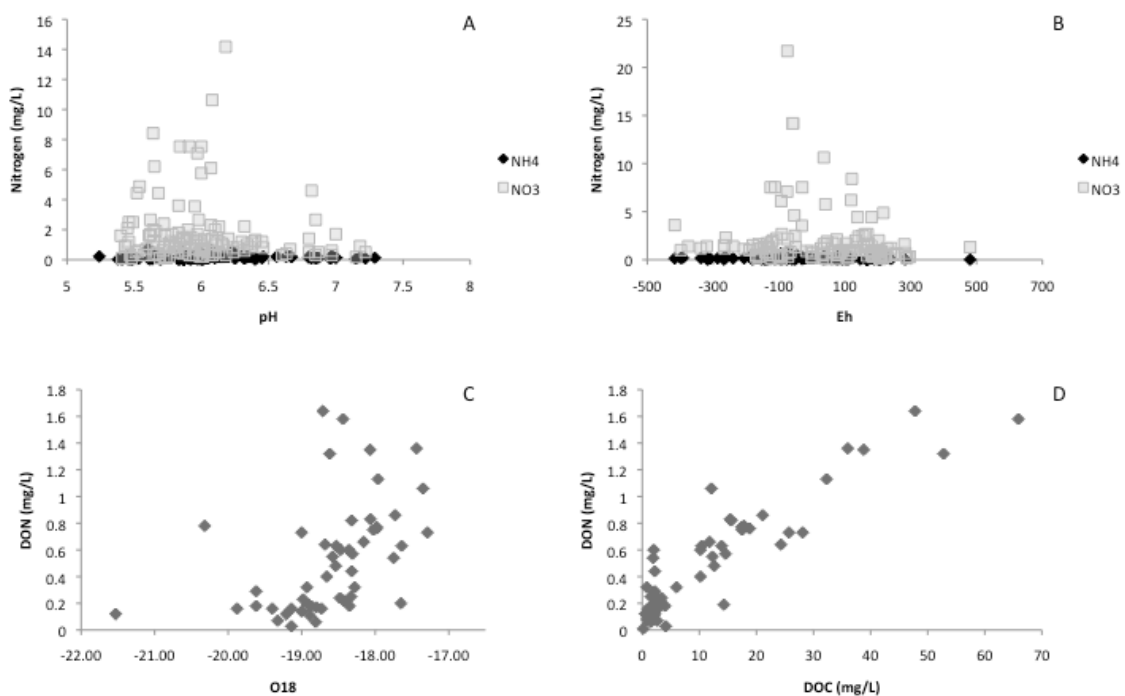 16 A
14
12
10
8
6
4
2
0
Nitrogen (mg/L)
5 5.5 6 6.5 7 7.5 8
pH
NH4
NO3
25 B
20
15
10
5
0
Nitrogen (mg/L)
-500 -300 -100 100 300 500 700
Eh
NH4
NO3
1.8 C
1.6
1.4
1.2
1
0.8
0.6
0.4
0.2
0
DON (mg/L)
-22.00 -21.00 -20.00 -19.00 -18.00 -17.00
O18
1.8 D
1.6
1.4
1.2
1
0.8
0.6
0.4
0.2
0
DON (mg/L)
0 10 20 30 40 50 60 70
DOC (mg/L)